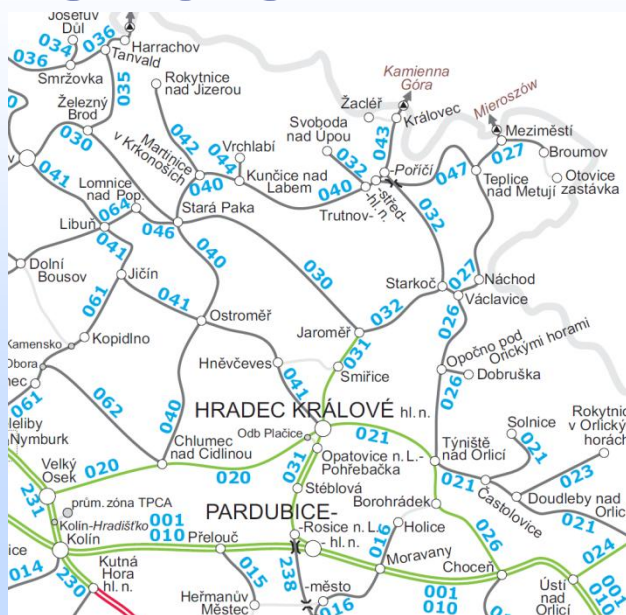 Josefův
Důl
034
036
Harrachov
Tanvald
036
Smržovka
035
Rokytnice
nad Jizerou
Kamienna
Góra
Žacléř
Královec
Mieroszów
Meziměstí
027
Broumov
Otovice
zastávka
Železný
Brod
030
Martinice
v Krkonoších
042
Vrchlabí
044
Svoboda
nad Úpou
043
-Poříčí
047
Teplice
nad Metují
041
Lomnice
nad Pop.
064
040
Kunčice nad
Labem
032
040
Trutnov-
-střed-
-hl. n.
032
Stará Paka
046
Libuň
041
040
030
Dolní
Bousov
Jičín
Starkoč
027
Náchod
Václavice
061
041
Ostroměř
Jaroměř
032
026
Kopidlno
Kamensko
Obora
mec
061
Hněvčeves
041
031
Smiřice
Opočno pod
Orlickými horami
026
Dobruška
062
040
HRADEC KRÁLOVÉ hl. n.
Odb Plačice
021
Solnice
021
Rokytnice
v Orlický
horách
eleliby
Nymburk
Chlumec
nad Cidlinou
031
Opatovice n. L.-
Pohřebačka
Týniště
nad Orlicí
023
Velký
Osek
020
020
021
Častolovice
Stéblová
Borohrádek
Doudleby nad
Orlic
021
231
prům. zóna TPCA
PARDUBICE-
Kolín-Hradišťko
001
010
Přelouč
-Rosice n. L.
-hl. n.
Holice
016
026
024
Kolín
ice
014
230
Kutná
Hora
hl. n.
Moravany
Choceň
015
238
001
010
Ústí
nad
Orlicí
001
010
Heřmanův
Městec
-město
016